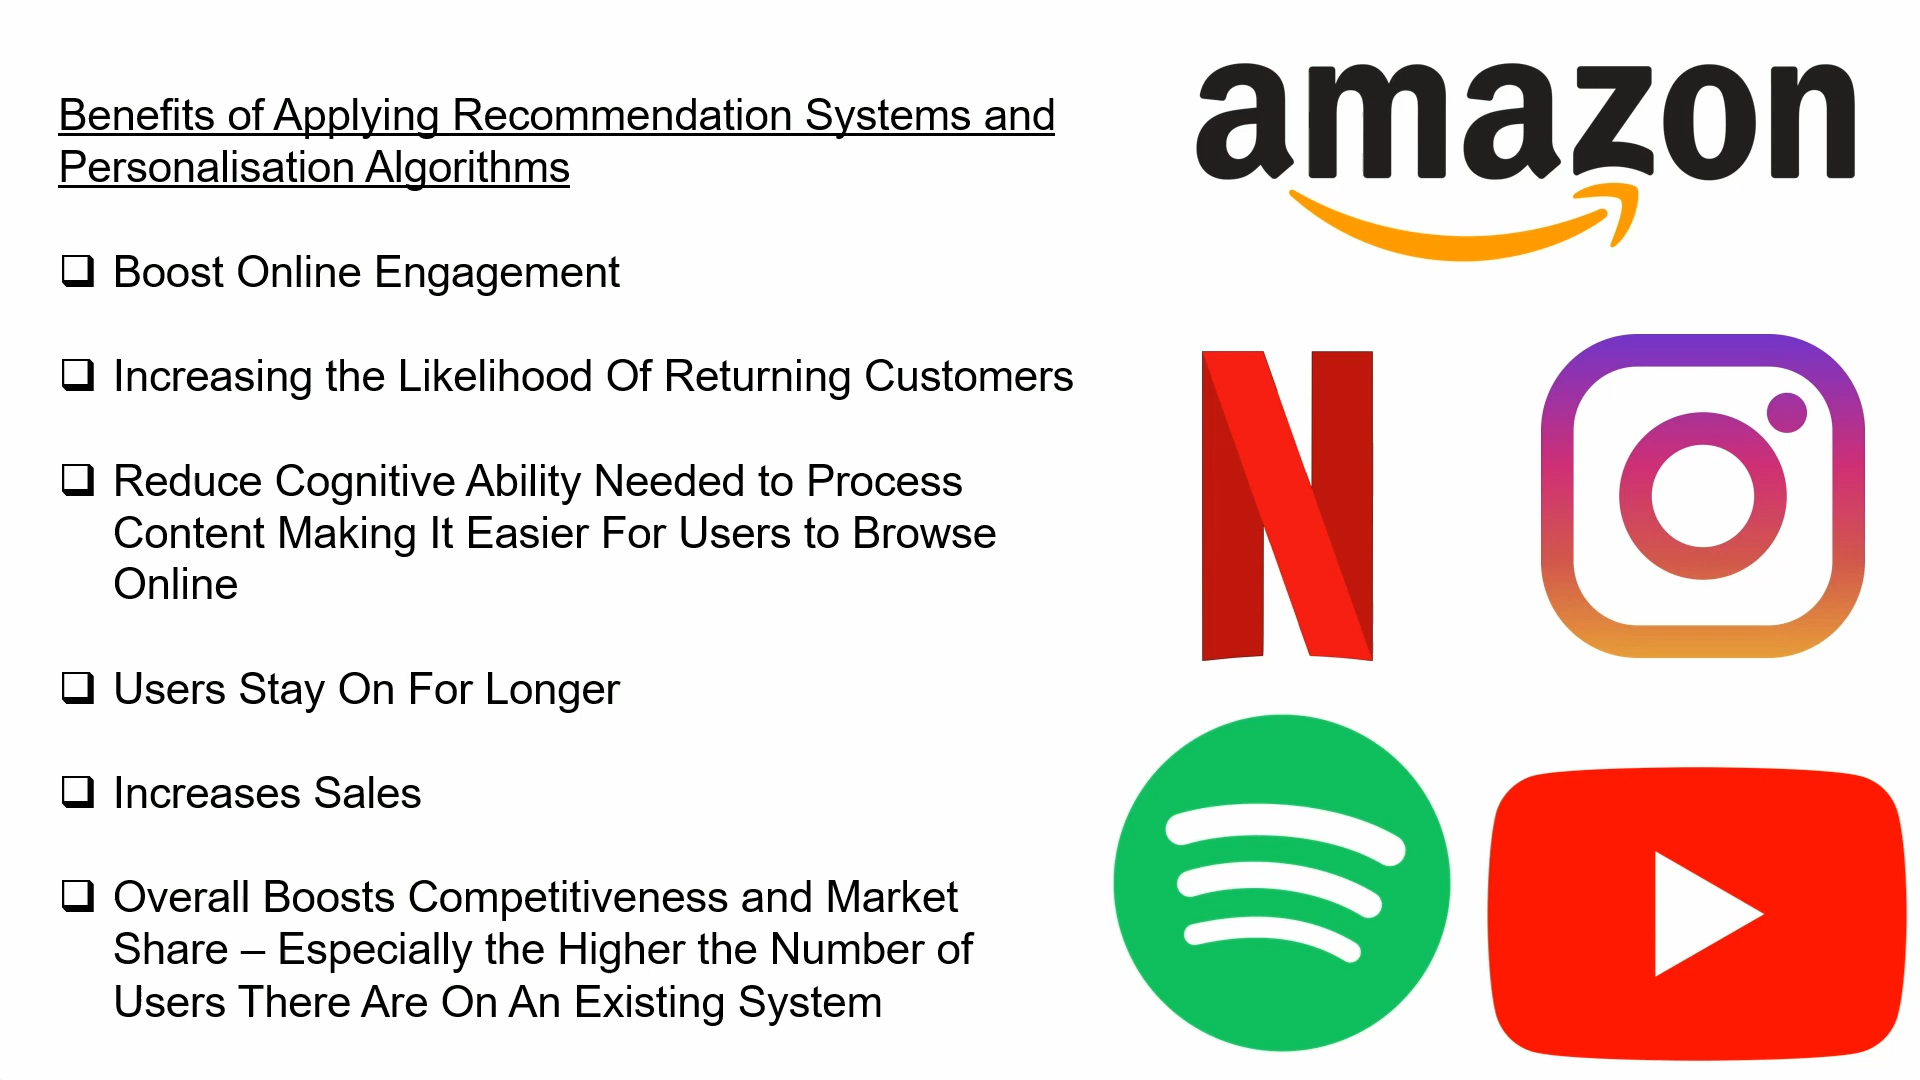 Benefits of Applying Recommendation Systems and
Personalisation Algorithms
Boost Online Engagement
Increasing the Likelihood Of Returning Customers
Reduce Cognitive Ability Needed to Process
Content Making It Easier For Users to Browse
Online
Users Stay On For Longer
Increases Sales
Overall Boosts Competitiveness and Market
Share – Especially the Higher the Number of
Users There Are On An Existing System
amazon
N